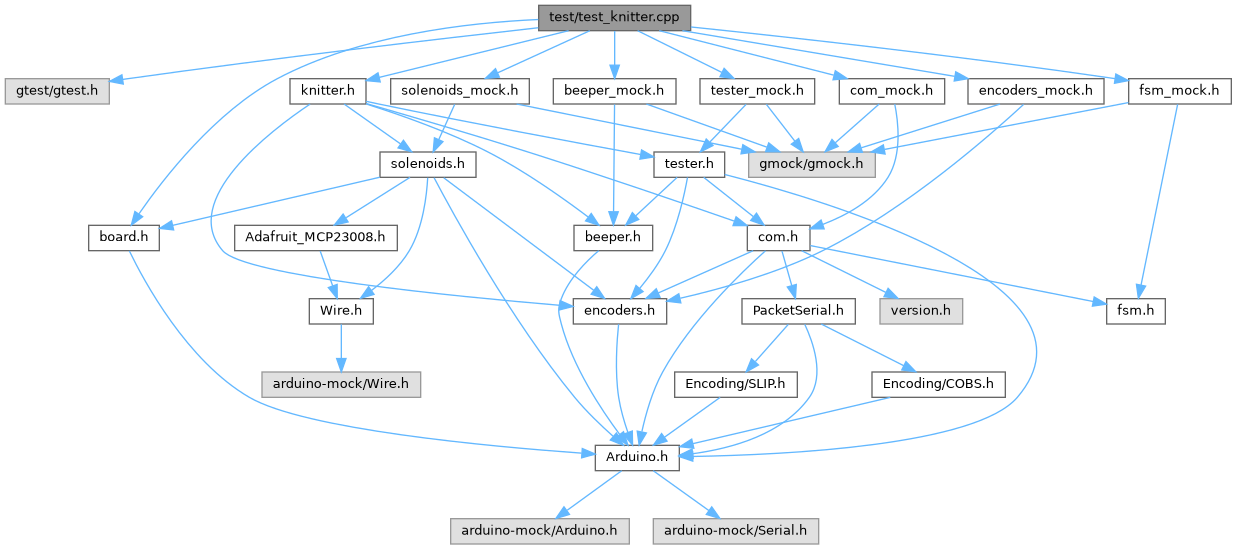 test/test_knitter.cpp
gtest/gtest.h
knitter.h
solenoids_mock.h
beeper_mock.h
tester_mock.h
com_mock.h
encoders_mock.h
fsm_mock.h
solenoids.h
tester.h
gmock/gmock.h
board.h
Adafruit_MCP23008.h
beeper.h
com.h
Wire.h
encoders.h
PacketSerial.h
version.h
fsm.h
arduino-mock/Wire.h
Encoding/SLIP.h
Encoding/COBS.h
Arduino.h
arduino-mock/Arduino.h
arduino-mock/Serial.h